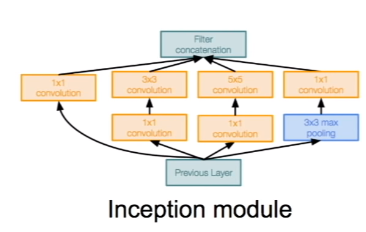 Filter
concatenation
1x1
convolution
3x3
convolution
5x5
convolution
1x1
convolution
1x1
convolution
1x1
convolution
3x3 max
pooling
Previous Layer
Inception module